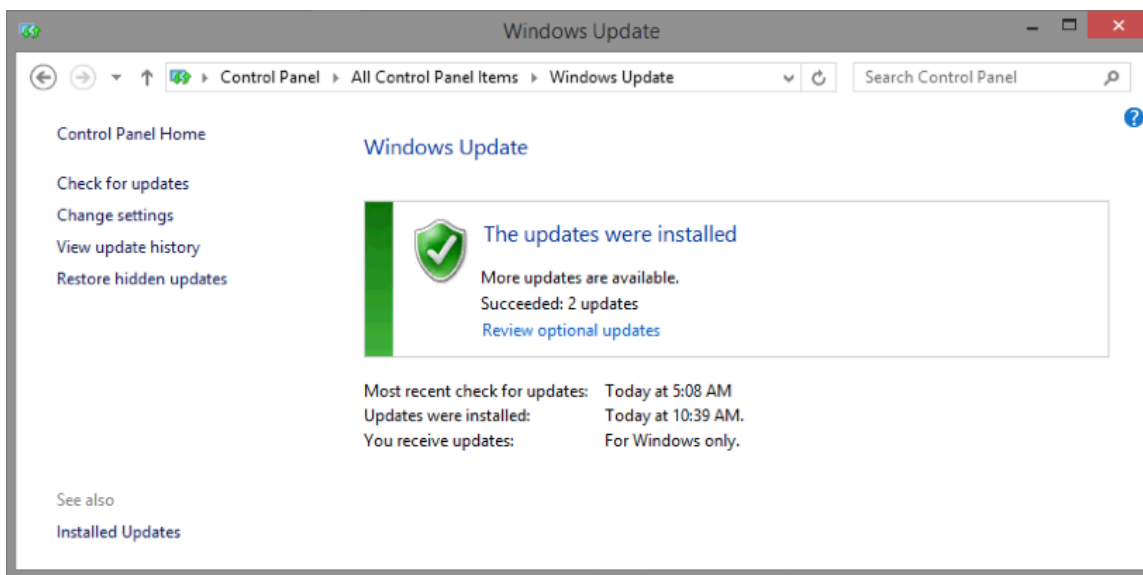 Windows Update
Control Panel All Control Panel Items Windows Update Search Control Panel
?
Control Panel Home
Check for updates
Change settings
View update history
Restore hidden updates
See also
Installed Updates
Windows Update
The updates were installed
More updates are available.
Succeeded: 2 updates
Review optional updates
Most recent check for updates: Today at 5:08 AM
Updates were installed: Today at 10:39 AM.
You receive updates: For Windows only.